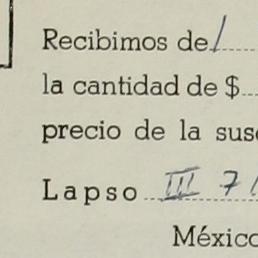 Recibimos de
la cantidad de $
precio de la sus
Lapso III 7
México